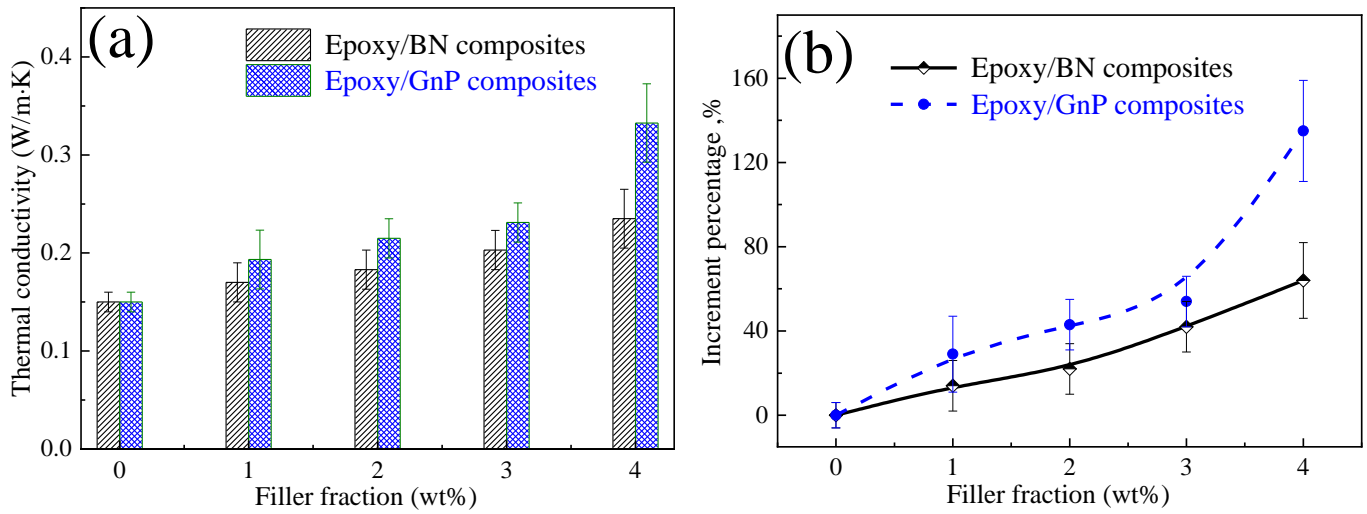 (a)
Epoxy/BN composites
Epoxy/GnP composites
Thermal conductivity (W/m·K)
0.4
0.3
0.2
0.1
0.0
0 1 2 3 4
Filler fraction (wt%)
(b)
Epoxy/BN composites
Epoxy/GnP composites
Increment percentage ,%
160
120
80
40
0
0 1 2 3 4
Filler fraction (wt%)